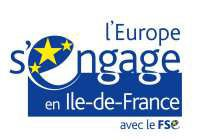 l'Europe
s'engage
en Ile-de-France
avec le FSe